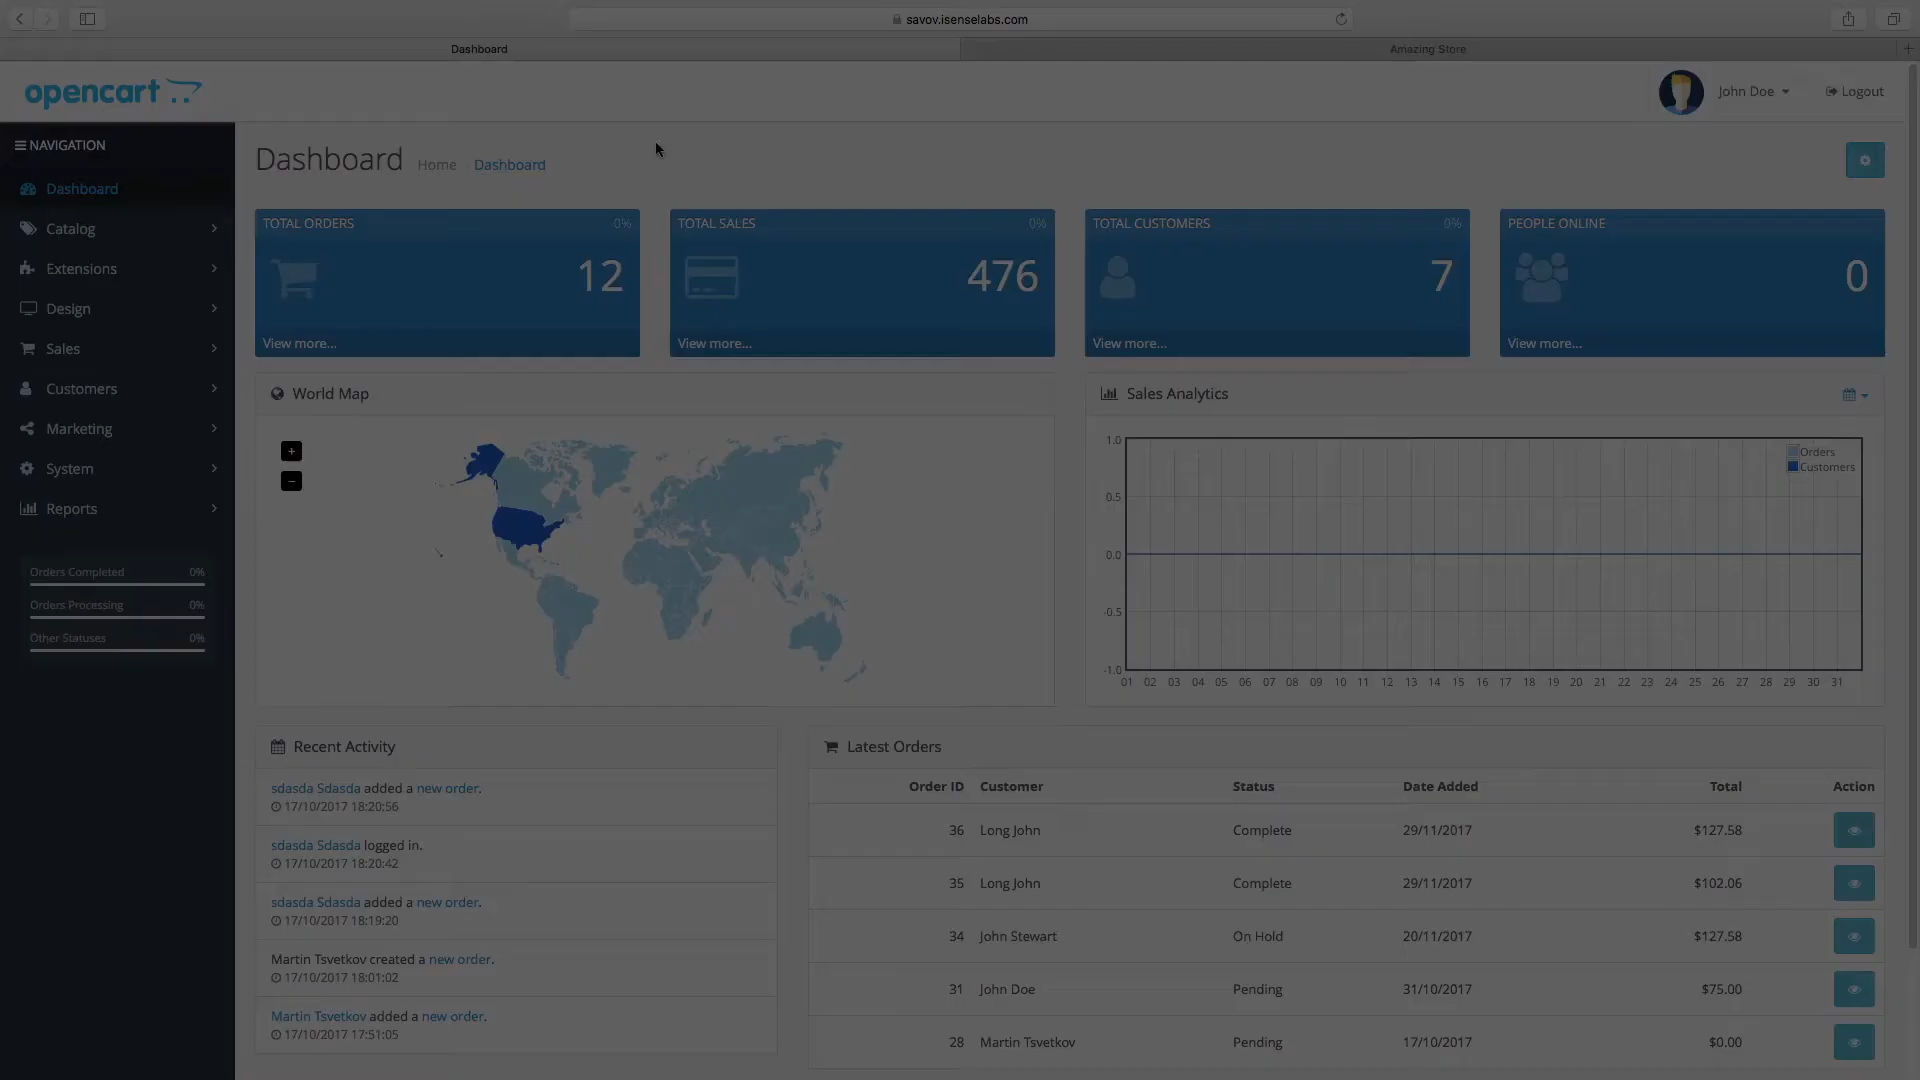 savov.isenselabs.com
Dashboard
Amazing Store
opencart
John Doe
Logout
NAVIGATION
Dashboard
Catalog
Extensions
Design
Sales
Customers
Marketing
System
Reports
Orders Completed 0%
Orders Processing 0%
Other Statuses 0%
Dashboard Home Dashboard
TOTAL ORDERS 0%
12
View more...
TOTAL SALES 0%
476
View more...
TOTAL CUSTOMERS 0%
7
View more...
PEOPLE ONLINE
0
View more...
World Map
+
−
Sales Analytics
1.0
0.5
0.0
-0.5
-1.0
Orders
Customers
01 02 03 04 05 06 07 08 09 10 11 12 13 14 15 16 17 18 19 20 21 22 23 24 25 26 27 28 29 30 31
Recent Activity
sdasda Sdasda added a new order.
17/10/2017 18:20:56
sdasda Sdasda logged in.
17/10/2017 18:20:42
sdasda Sdasda added a new order.
17/10/2017 18:19:20
Martin Tsvetkov created a new order.
17/10/2017 18:01:02
Martin Tsvetkov added a new order.
17/10/2017 17:51:05
Latest Orders
Order ID Customer Status Date Added Total Action
36 Long John Complete 29/11/2017 $127.58
35 Long John Complete 29/11/2017 $102.06
34 John Stewart On Hold 20/11/2017 $127.58
31 John Doe Pending 31/10/2017 $75.00
28 Martin Tsvetkov Pending 17/10/2017 $0.00